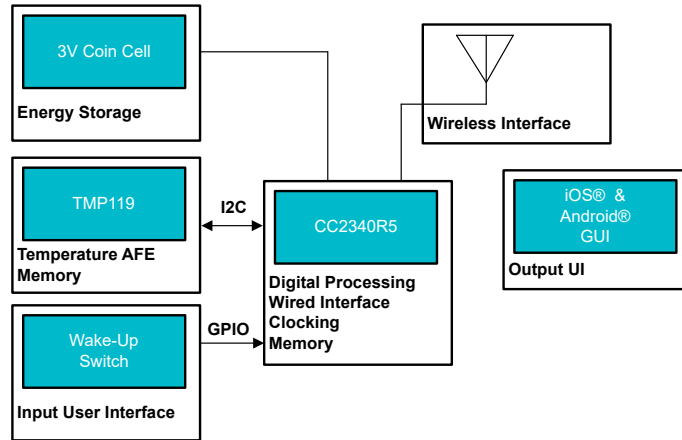 3V Coin Cell
Energy Storage
Wireless Interface
TMP119
Temperature AFE
Memory
I2C
CC2340R5
Digital Processing
Wired Interface
Clocking
Memory
iOS® &
Android®
GUI
Output UI
Wake-Up
Switch
Input User Interface
GPIO